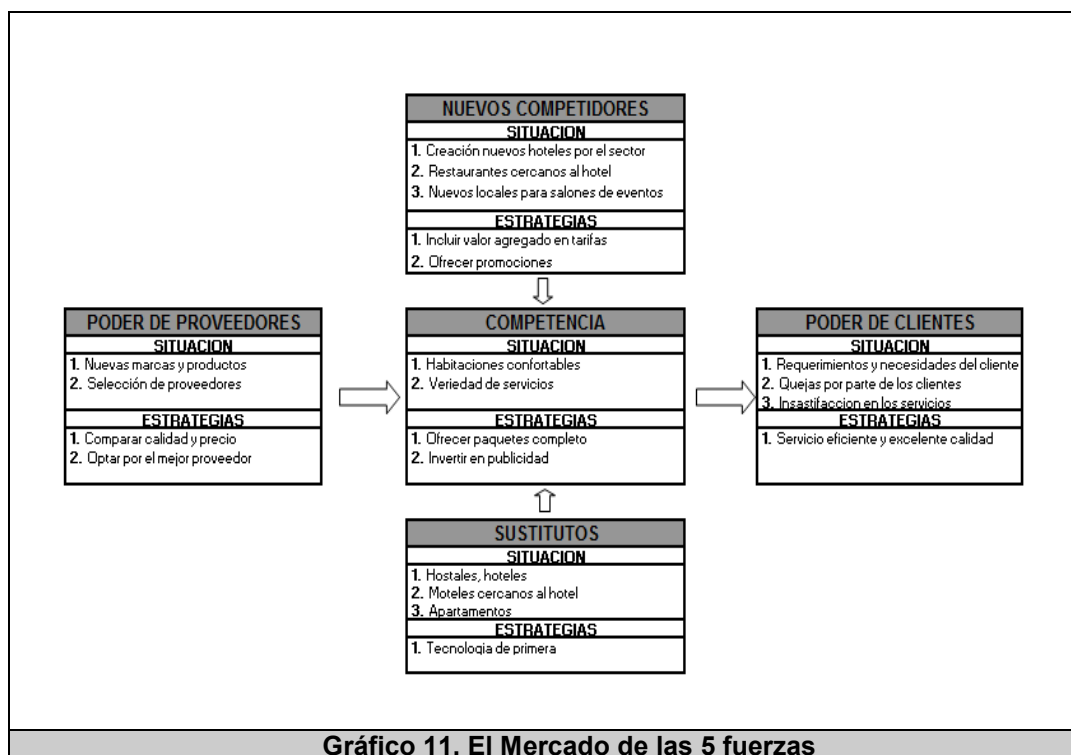 NUEVOS COMPETIDORES
SITUACION
1. Creación nuevos hoteles por el sector
2. Restaurantes cercanos al hotel
3. Nuevos locales para salones de eventos
ESTRATEGIAS
1. Incluir valor agregado en tarifas
2. Ofrecer promociones
PODER DE PROVEEDORES
SITUACION
1. Nuevas marcas y productos
2. Selección de proveedores
ESTRATEGIAS
1. Comparar calidad y precio
2. Optar por el mejor proveedor
COMPETENCIA
SITUACION
1. Habitaciones confortables
2. Veriedad de servicios
ESTRATEGIAS
1. Ofrecer paquetes completo
2. Invertir en publicidad
PODER DE CLIENTES
SITUACION
1. Requerimientos y necesidades del cliente
2. Quejas por parte de los clientes
3. Insastifaccion en los servicios
ESTRATEGIAS
1. Servicio eficiente y excelente calidad
SUSTITUTOS
SITUACION
1. Hostales, hoteles
2. Moteles cercanos al hotel
3. Apartamentos
ESTRATEGIAS
1. Tecnologia de primera
Gráfico 11. El Mercado de las 5 fuerzas